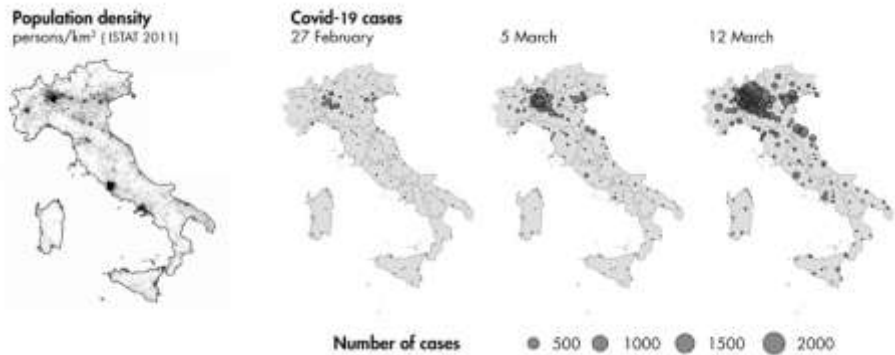 Population density
persons/km² ( ISTAT 2011)
Covid-19 cases
27 February
5 March
12 March
Number of cases
500
1000
1500
2000